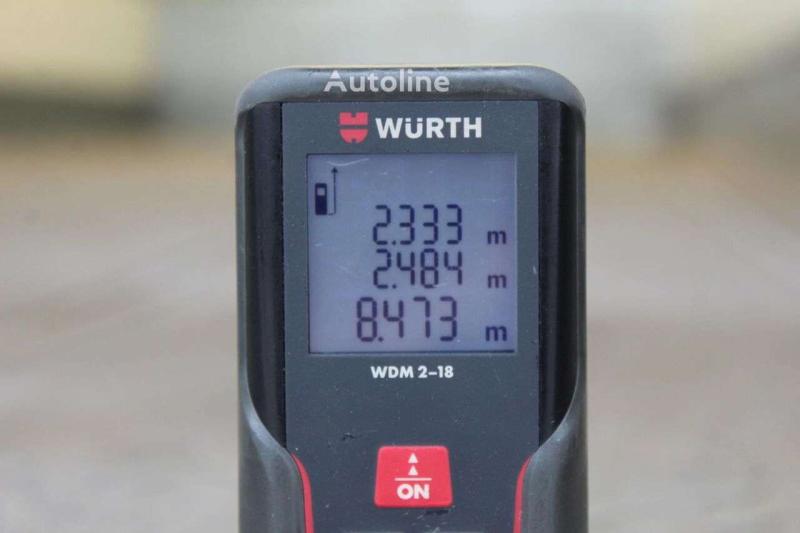 Autoline
WÜRTH
2.333 m
2.484 m
8.473 m
WDM 2-18
ON